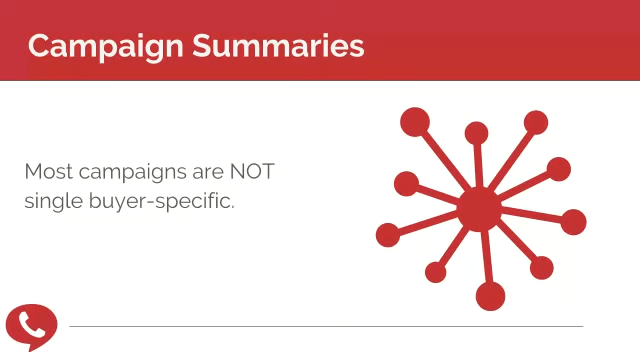 Campaign Summaries
Most campaigns are NOT
single buyer-specific.